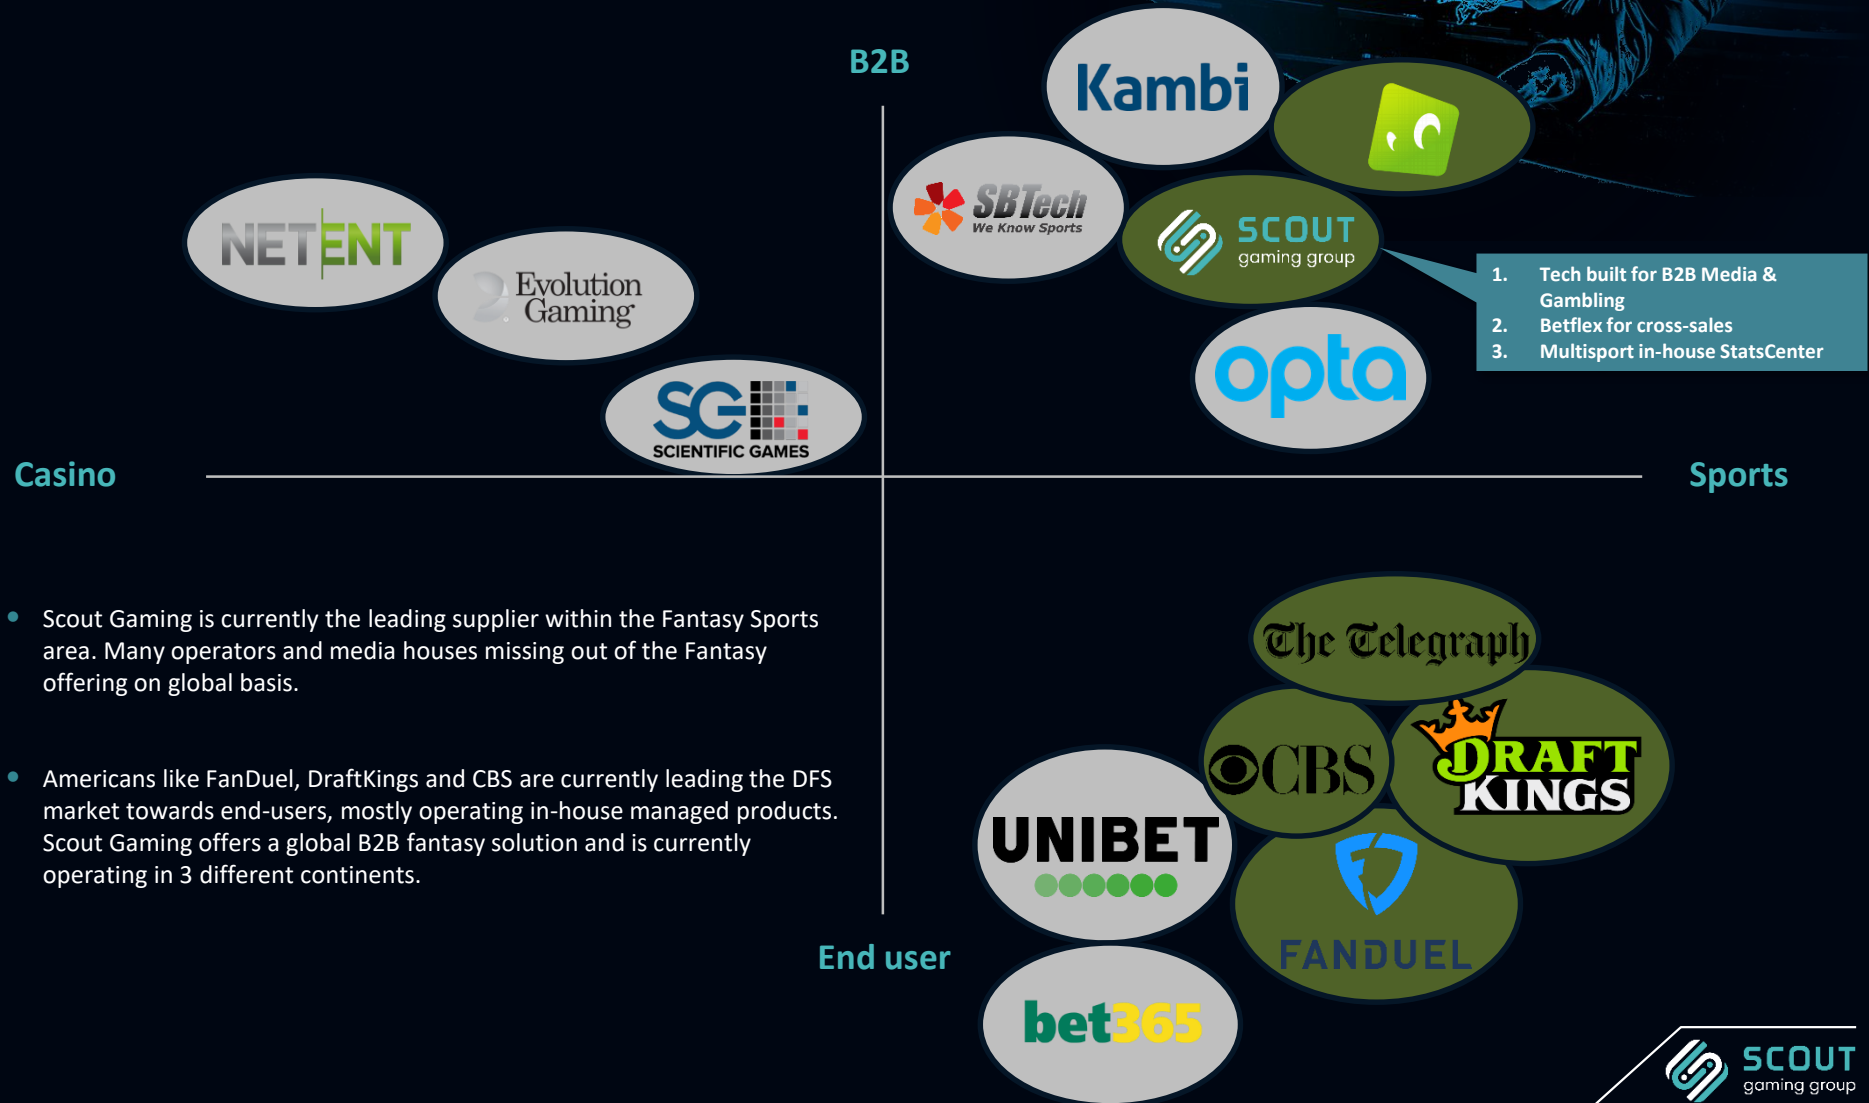 B2B
Kambi
SBTech
We Know Sports
SCOUT
gaming group
NETENT
Evolution
Gaming
opta
SG
SCIENTIFIC GAMES
1. Tech built for B2B Media &
Gambling
2. Betflex for cross-sales
3. Multisport in-house StatsCenter
Casino
Sports
• Scout Gaming is currently the leading supplier within the Fantasy Sports
area. Many operators and media houses missing out of the Fantasy
offering on global basis.
• Americans like FanDuel, DraftKings and CBS are currently leading the DFS
market towards end-users, mostly operating in-house managed products.
Scout Gaming offers a global B2B fantasy solution and is currently
operating in 3 different continents.
The Telegraph
CBS
DRAFT
KINGS
UNIBET
FANDUEL
End user
bet365
SCOUT
gaming group